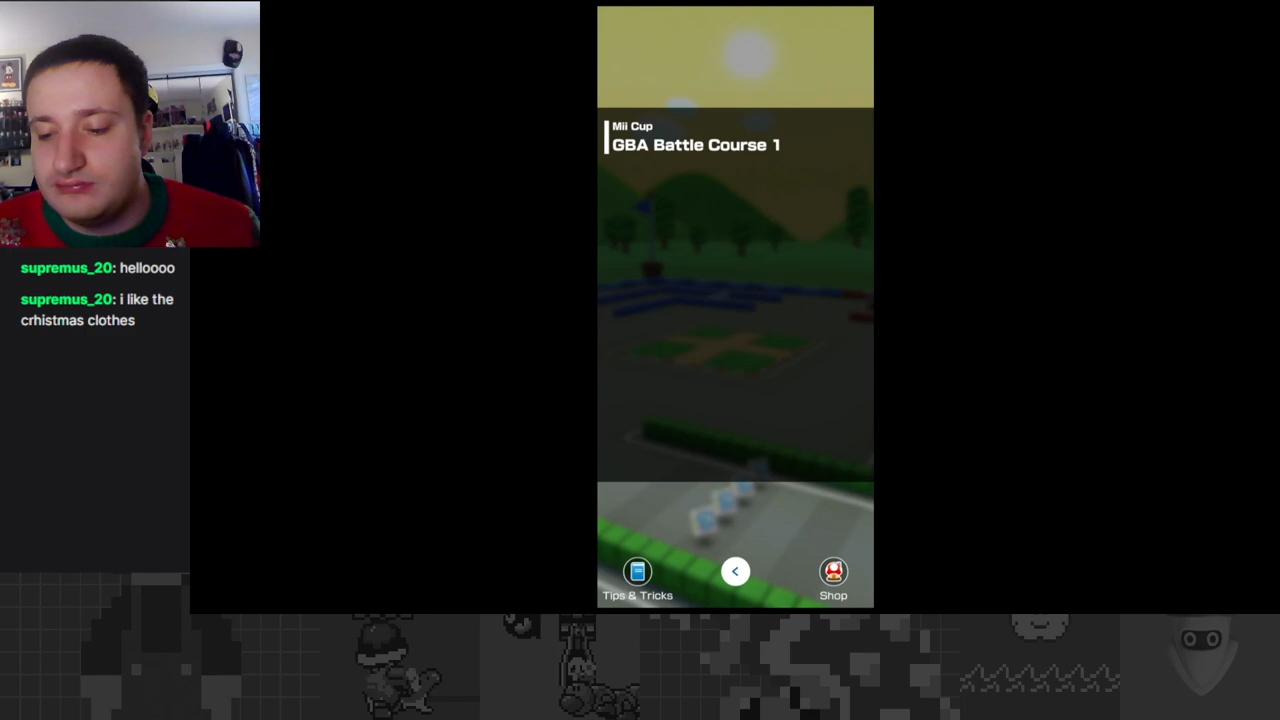 Mii Cup
GBA Battle Course 1
supremus_20: helloooo
supremus_20: i like the
crhistmas clothes
Tips & Tricks
Shop